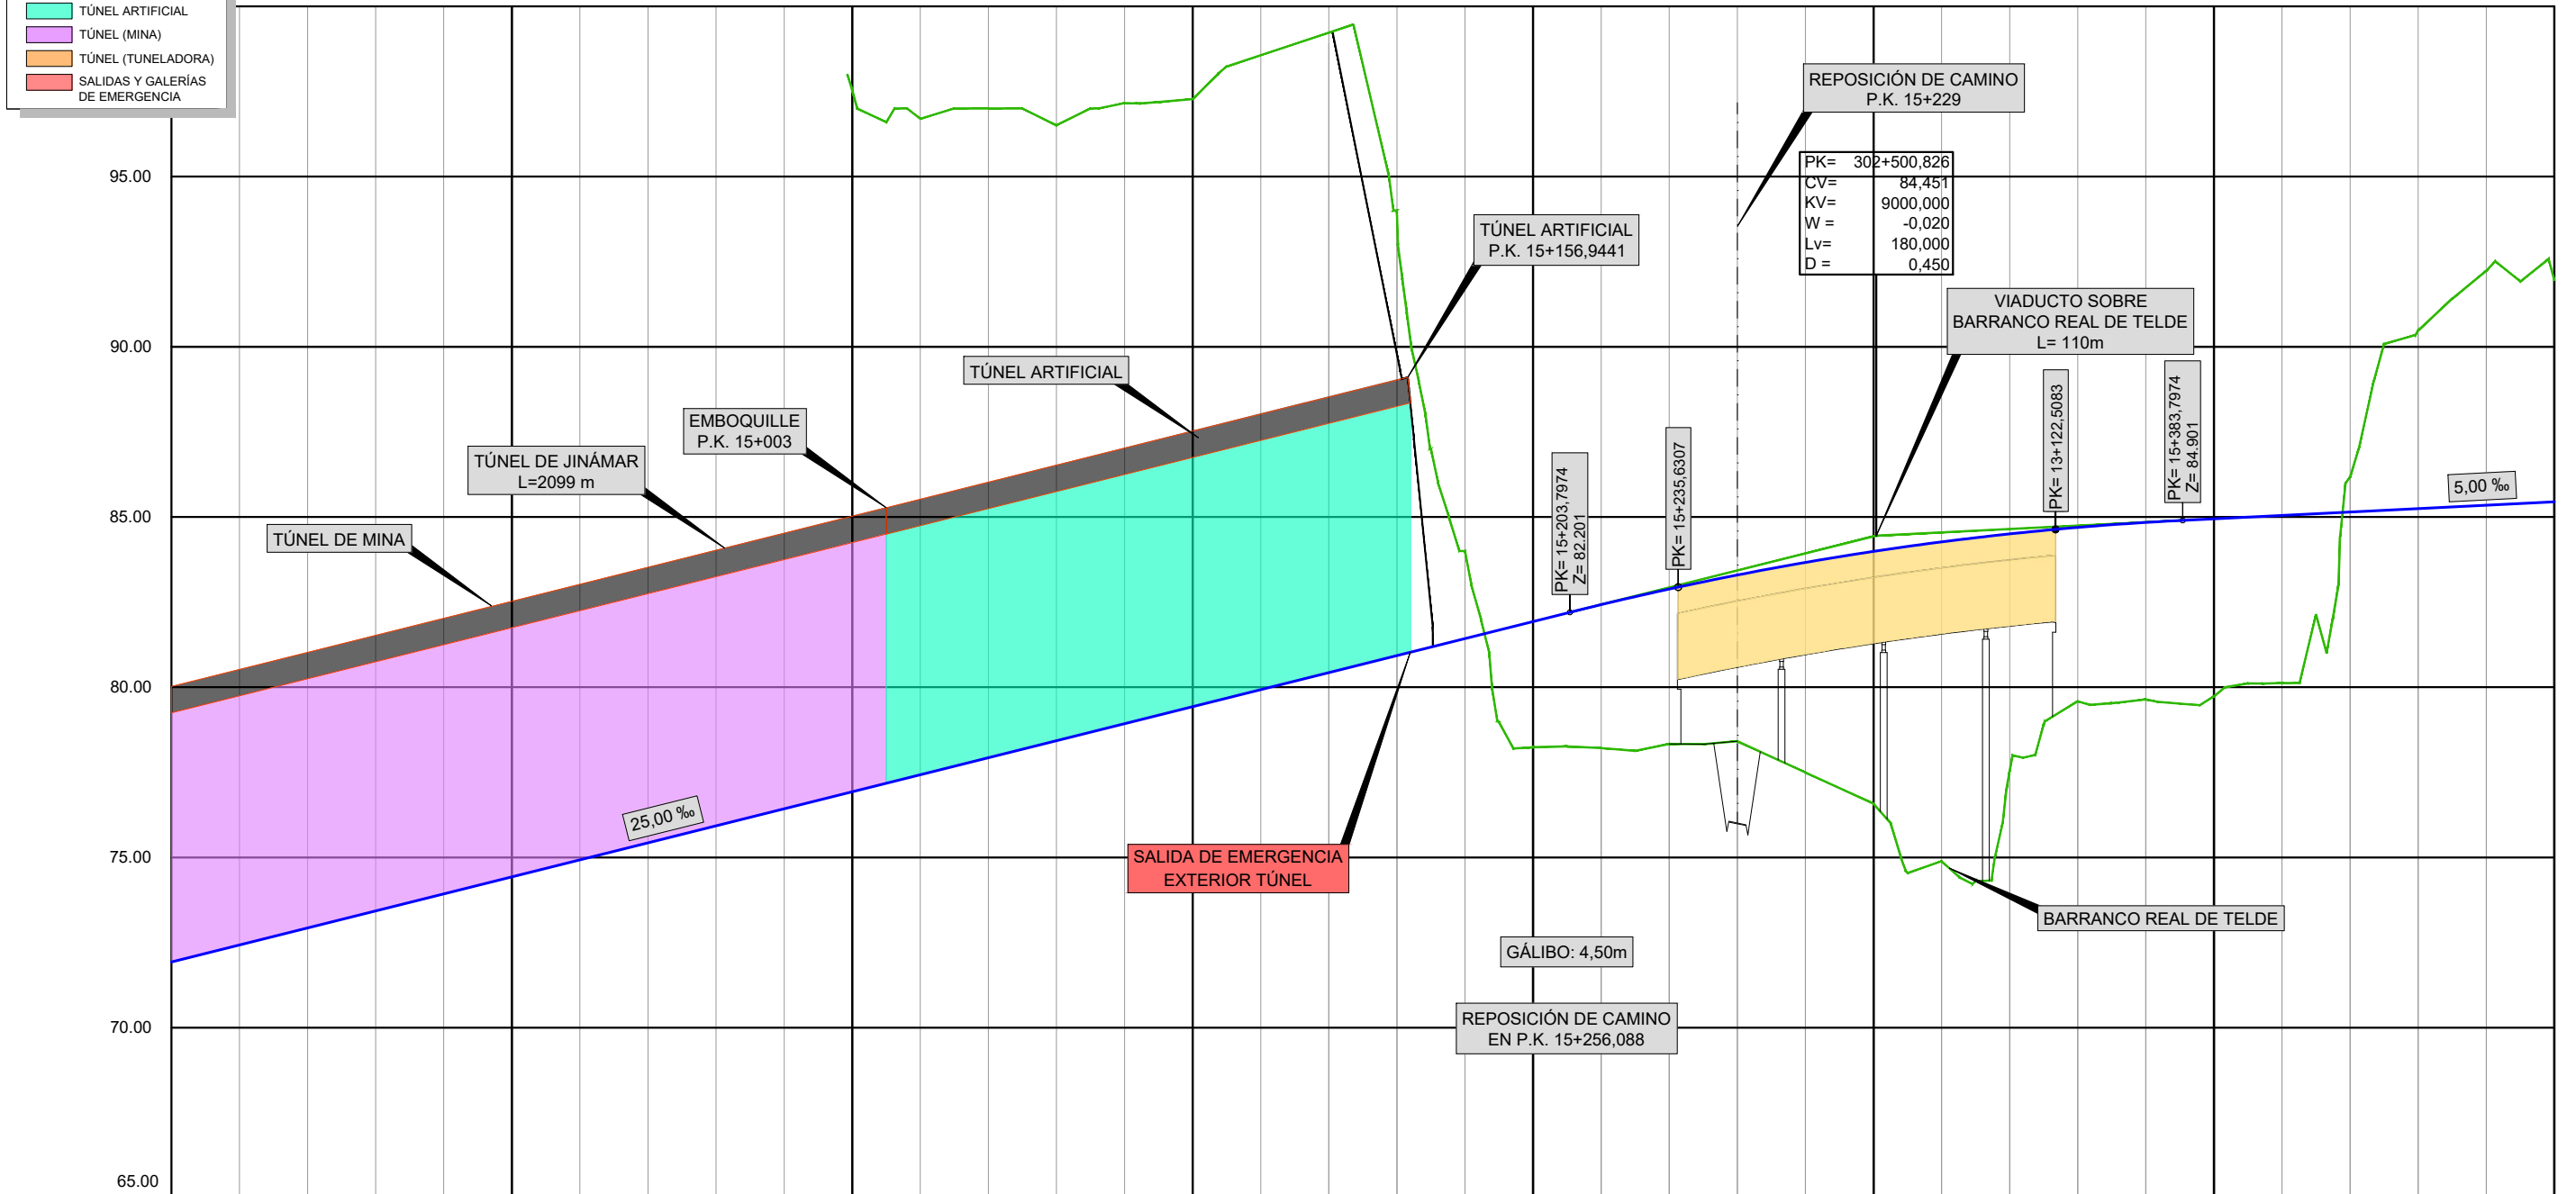 TÚNEL ARTIFICIAL
TÚNEL (MINA)
TÚNEL (TUNELADORA)
SALIDAS Y GALERÍAS
DE EMERGENCIA
REPOSICIÓN DE CAMINO
P.K. 15+229
PK= 302+500,826
CV= 84,451
KV= 9000,000
W = -0,020
Lv= 180,000
D = 0,450
95.00
TÚNEL ARTIFICIAL
P.K. 15+156,9441
VIADUCTO SOBRE
BARRANCO REAL DE TELDE
L= 110m
90.00
TÚNEL ARTIFICIAL
EMBOQUILLE
P.K. 15+003
TÚNEL DE JINÁMAR
L=2099 m
TÚNEL DE MINA
PK= 15+203,7974
Z= 82.201
PK= 15+235,6307
PK= 13+122,5083
PK= 15+383,7974
Z= 84.901
5,00 ‰
85.00
80.00
25,00 ‰
75.00
SALIDA DE EMERGENCIA
EXTERIOR TÚNEL
BARRANCO REAL DE TELDE
GÁLIBO: 4,50m
REPOSICIÓN DE CAMINO
EN P.K. 15+256,088
70.00
65.00